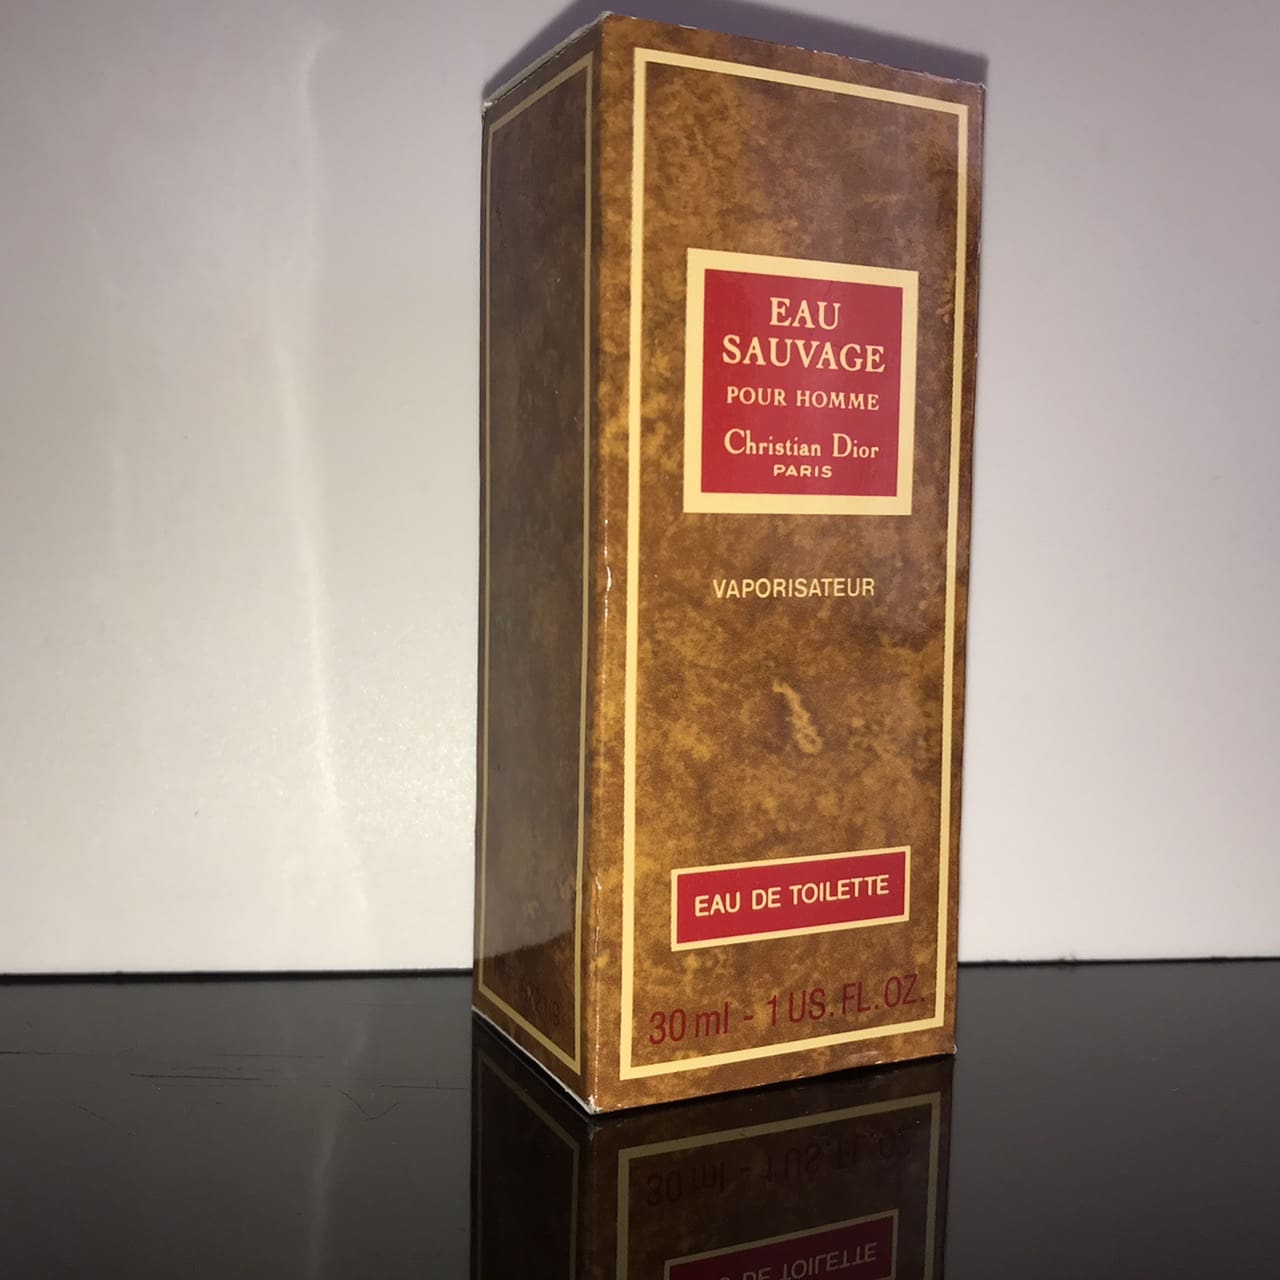 EAU
SAUVAGE
POUR HOMME
Christian Dior
PARIS
VAPORISATEUR
EAU DE TOILETTE
30 ml - 1 US. FL. OZ.